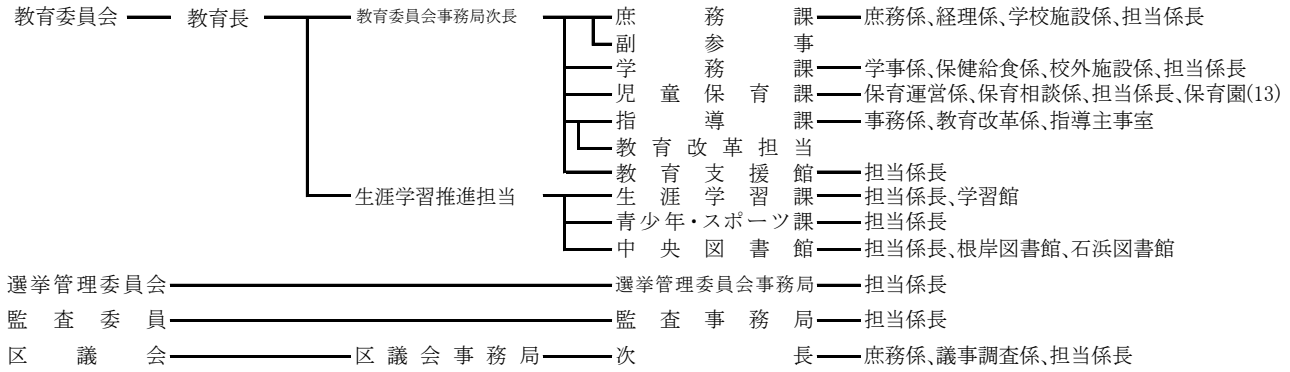 教育委員会 教育長 教育委員会事務局次長 庶務課 庶務係、経理係、学校施設係、担当係長
副参事
学務課 学事係、保健給食係、校外施設係、担当係長
児童保育課 保育運営係、保育相談係、担当係長、保育園(13)
指導課 事務係、教育改革係、指導主事室
教育改革担当
教育支援館 担当係長
生涯学習推進担当 生涯学習課 担当係長、学習館
青少年・スポーツ課 担当係長
中央図書館 担当係長、根岸図書館、石浜図書館
選挙管理委員会 選挙管理委員会事務局 担当係長
監査委員 監査事務局 担当係長
区議会 区議会事務局 次長 庶務係、議事調査係、担当係長